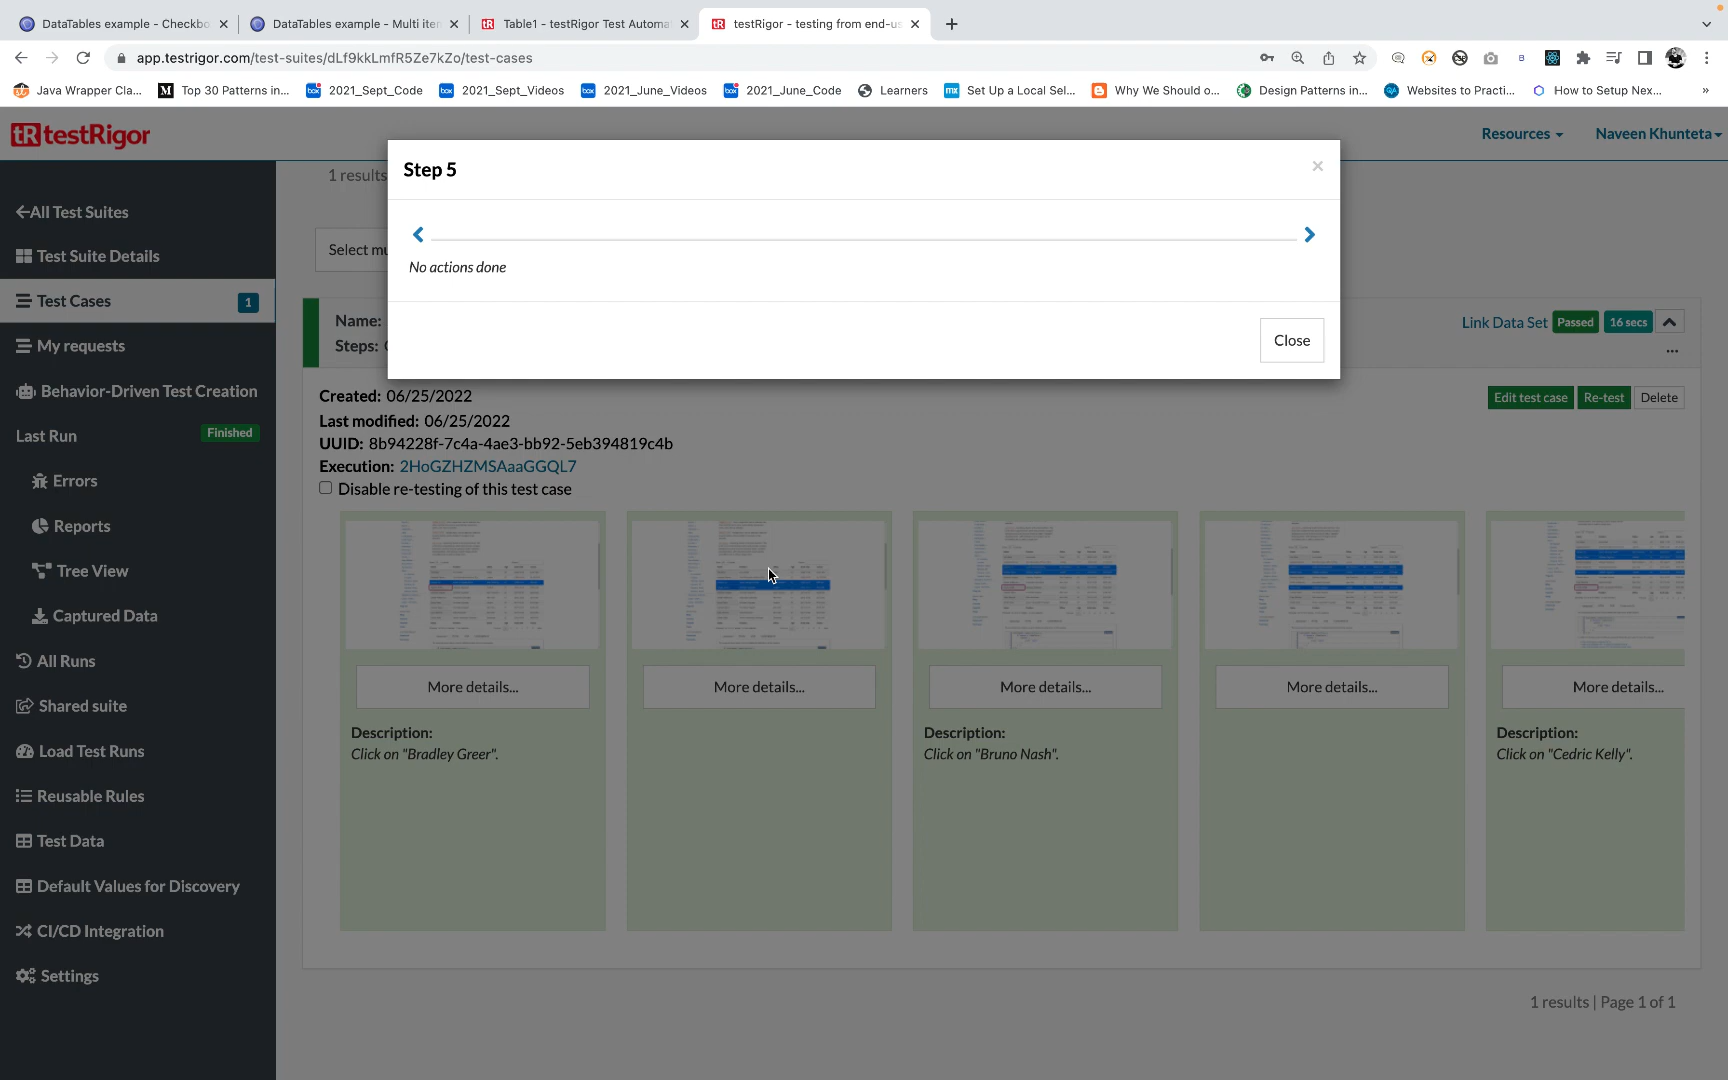 DataTables example - Checkbo
DataTables example - Multi iten
Table1 - testRigor Test Automa
testRigor - testing from end-us
app.testrigor.com/test-suites/dLf9kkLmfR5Ze7kZo/test-cases
Java Wrapper Cla...
Top 30 Patterns in...
2021_Sept_Code
2021_Sept_Videos
2021_June_Videos
2021_June_Code
Learners
Set Up a Local Sel...
Why We Should o...
Design Patterns in...
Websites to Practi...
How to Setup Nex...
tR testRigor
Resources
Naveen Khunteta
1 results
Step 5
No actions done
Close
Select mu
All Test Suites
Test Suite Details
Test Cases 1
My requests
Behavior-Driven Test Creation
Last Run Finished
Errors
Reports
Tree View
Captured Data
All Runs
Shared suite
Load Test Runs
Reusable Rules
Test Data
Default Values for Discovery
CI/CD Integration
Settings
Name:
Steps:
Link Data Set Passed 16 secs
Created: 06/25/2022
Last modified: 06/25/2022
UUID: 8b94228f-7c4a-4ae3-bb92-5eb394819c4b
Execution: 2HoGZHZMSAaaGGQL7
Disable re-testing of this test case
Edit test case Re-test Delete
More details... More details... More details... More details... More details...
Description:
Click on "Bradley Greer".
Description:
Click on "Bruno Nash".
Description:
Click on "Cedric Kelly".
1 results | Page 1 of 1